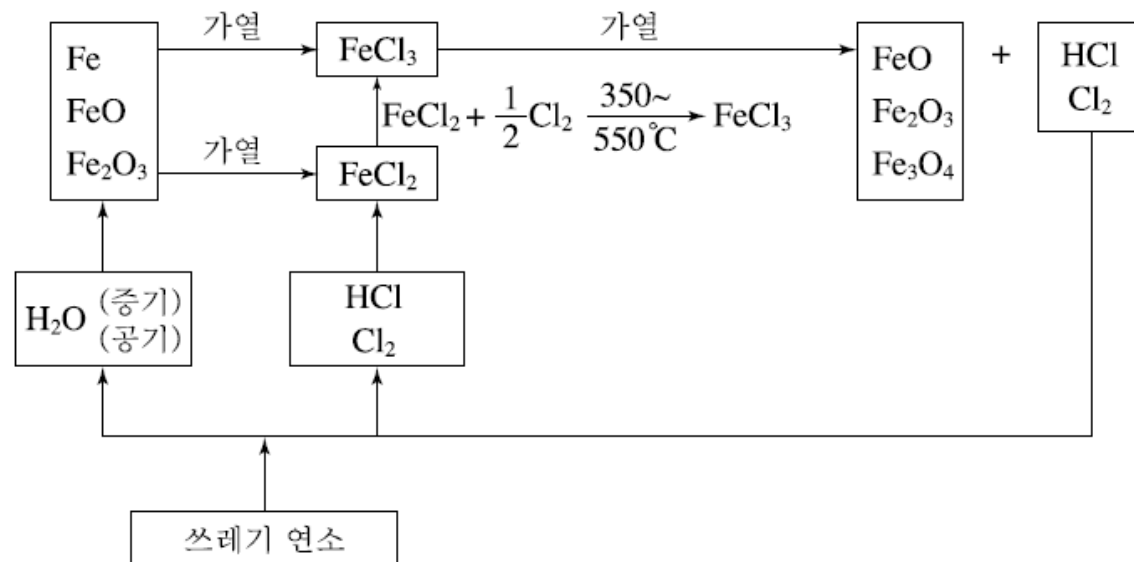 가열
가열
Fe
FeO
Fe₂O₃
FeCl₃
FeO
Fe₂O₃
Fe₃O₄
+
HCl
Cl₂
FeCl₂ + 1/2 Cl₂ 350~ 550℃ → FeCl₃
가열
FeCl₂
H₂O (증기)
(공기)
HCl
Cl₂
쓰레기 연소